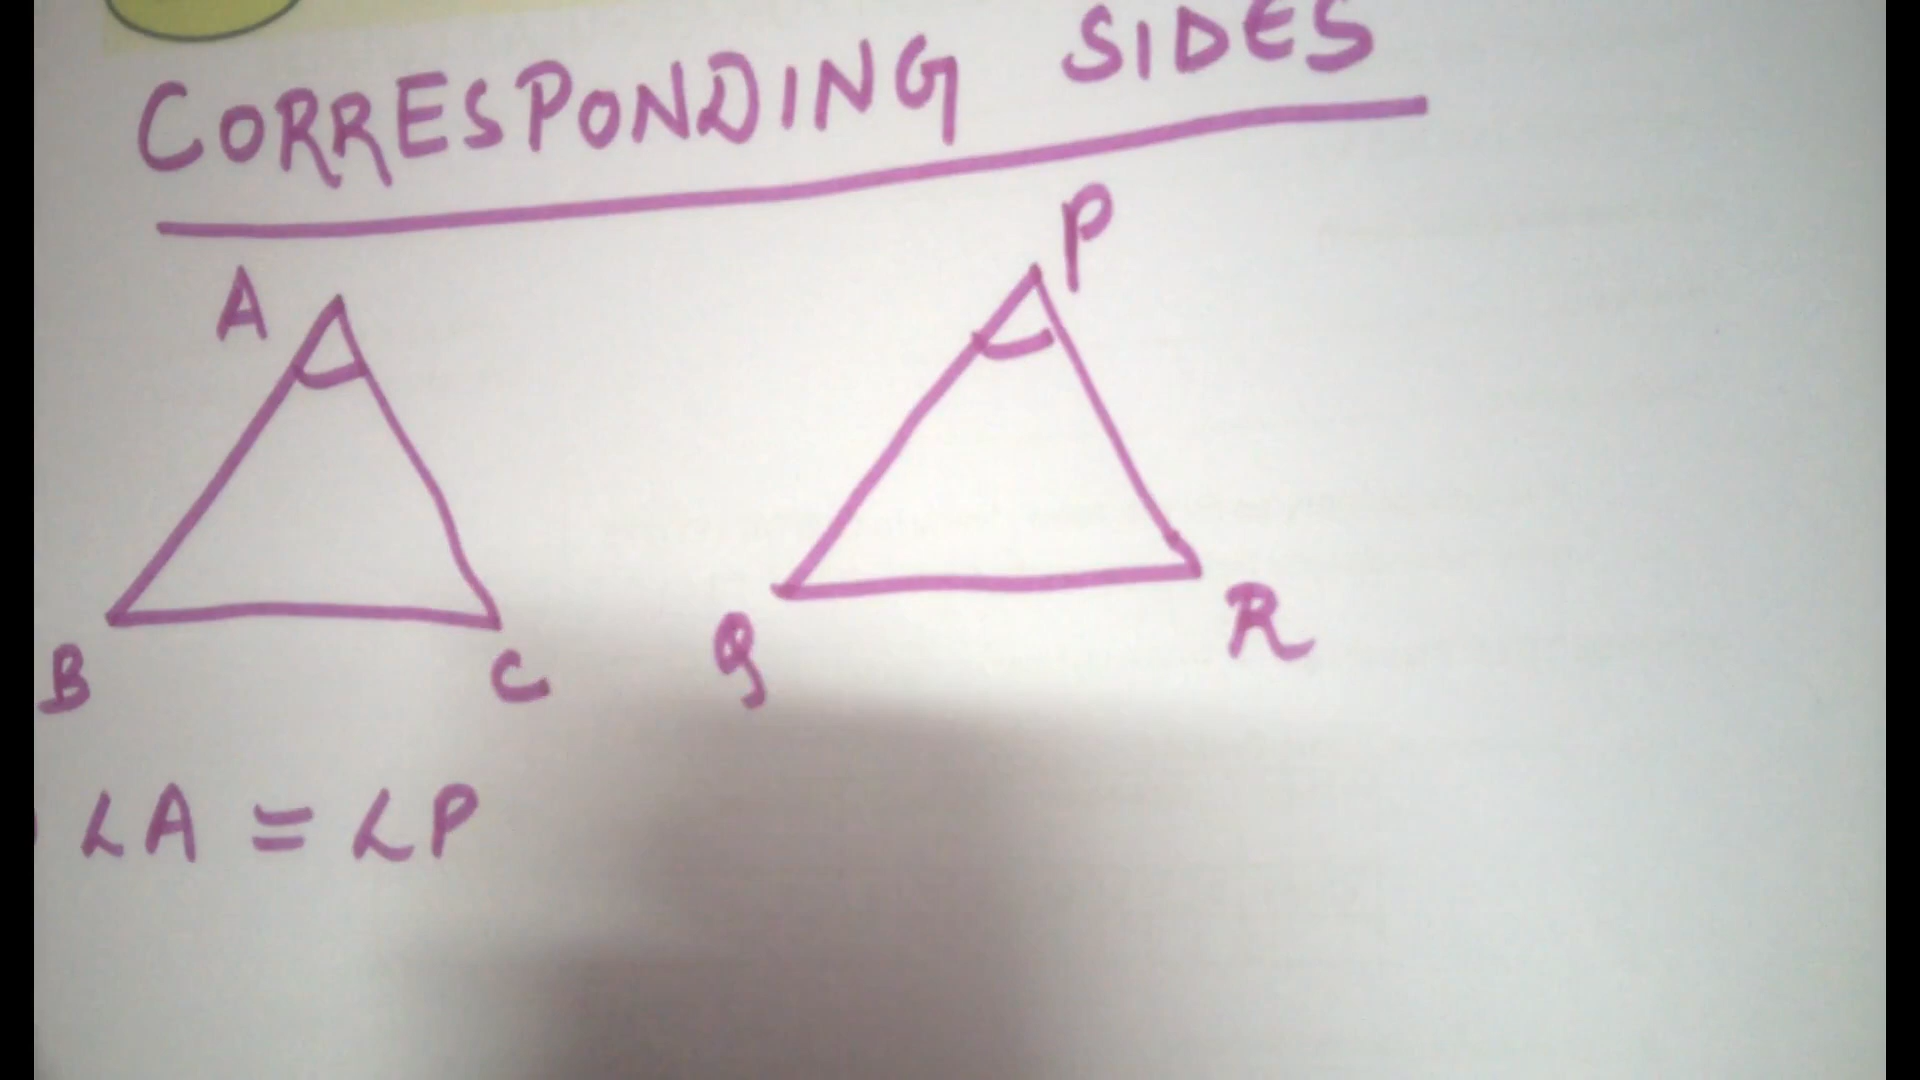 CORRESPONDING SIDES
A
P
B
C
Q
R
∠A = ∠P